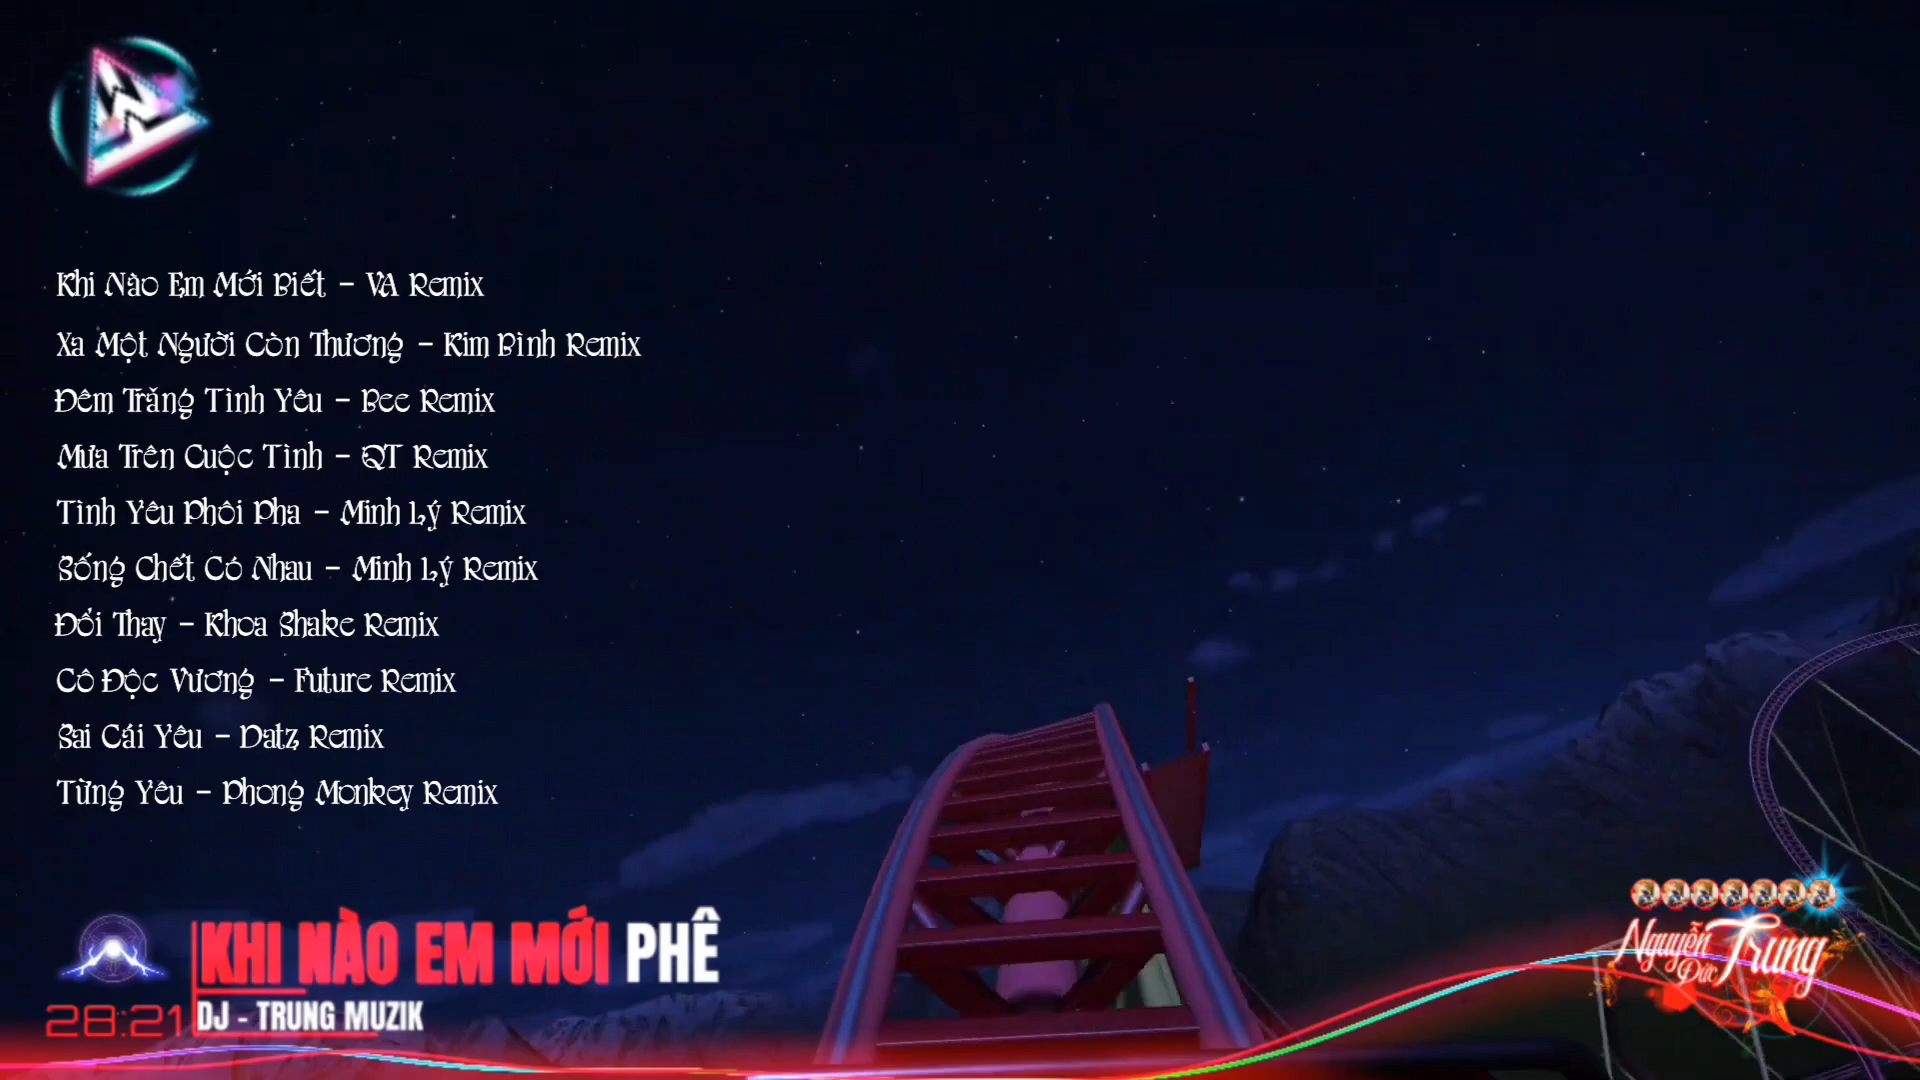 Khi Nào Em Mới Biết - VA Remix
Xa Một Người Còn Thương - Kim Bình Remix
Đêm Trắng Tình Yêu - Bee Remix
Mưa Trên Cuộc Tình - QT Remix
Tình Yêu Phôi Pha - Minh Lý Remix
Sống Chết Có Nhau - Minh Lý Remix
Đổi Thay - Khoa Shake Remix
Cô Độc Vương - Future Remix
Sai Cái Yêu - Datz Remix
Từng Yêu - Phong Monkey Remix
KHI NÀO EM MỚI PHÊ
DJ - TRUNG MUZIK
28:21
Nguyễn Đức Trung